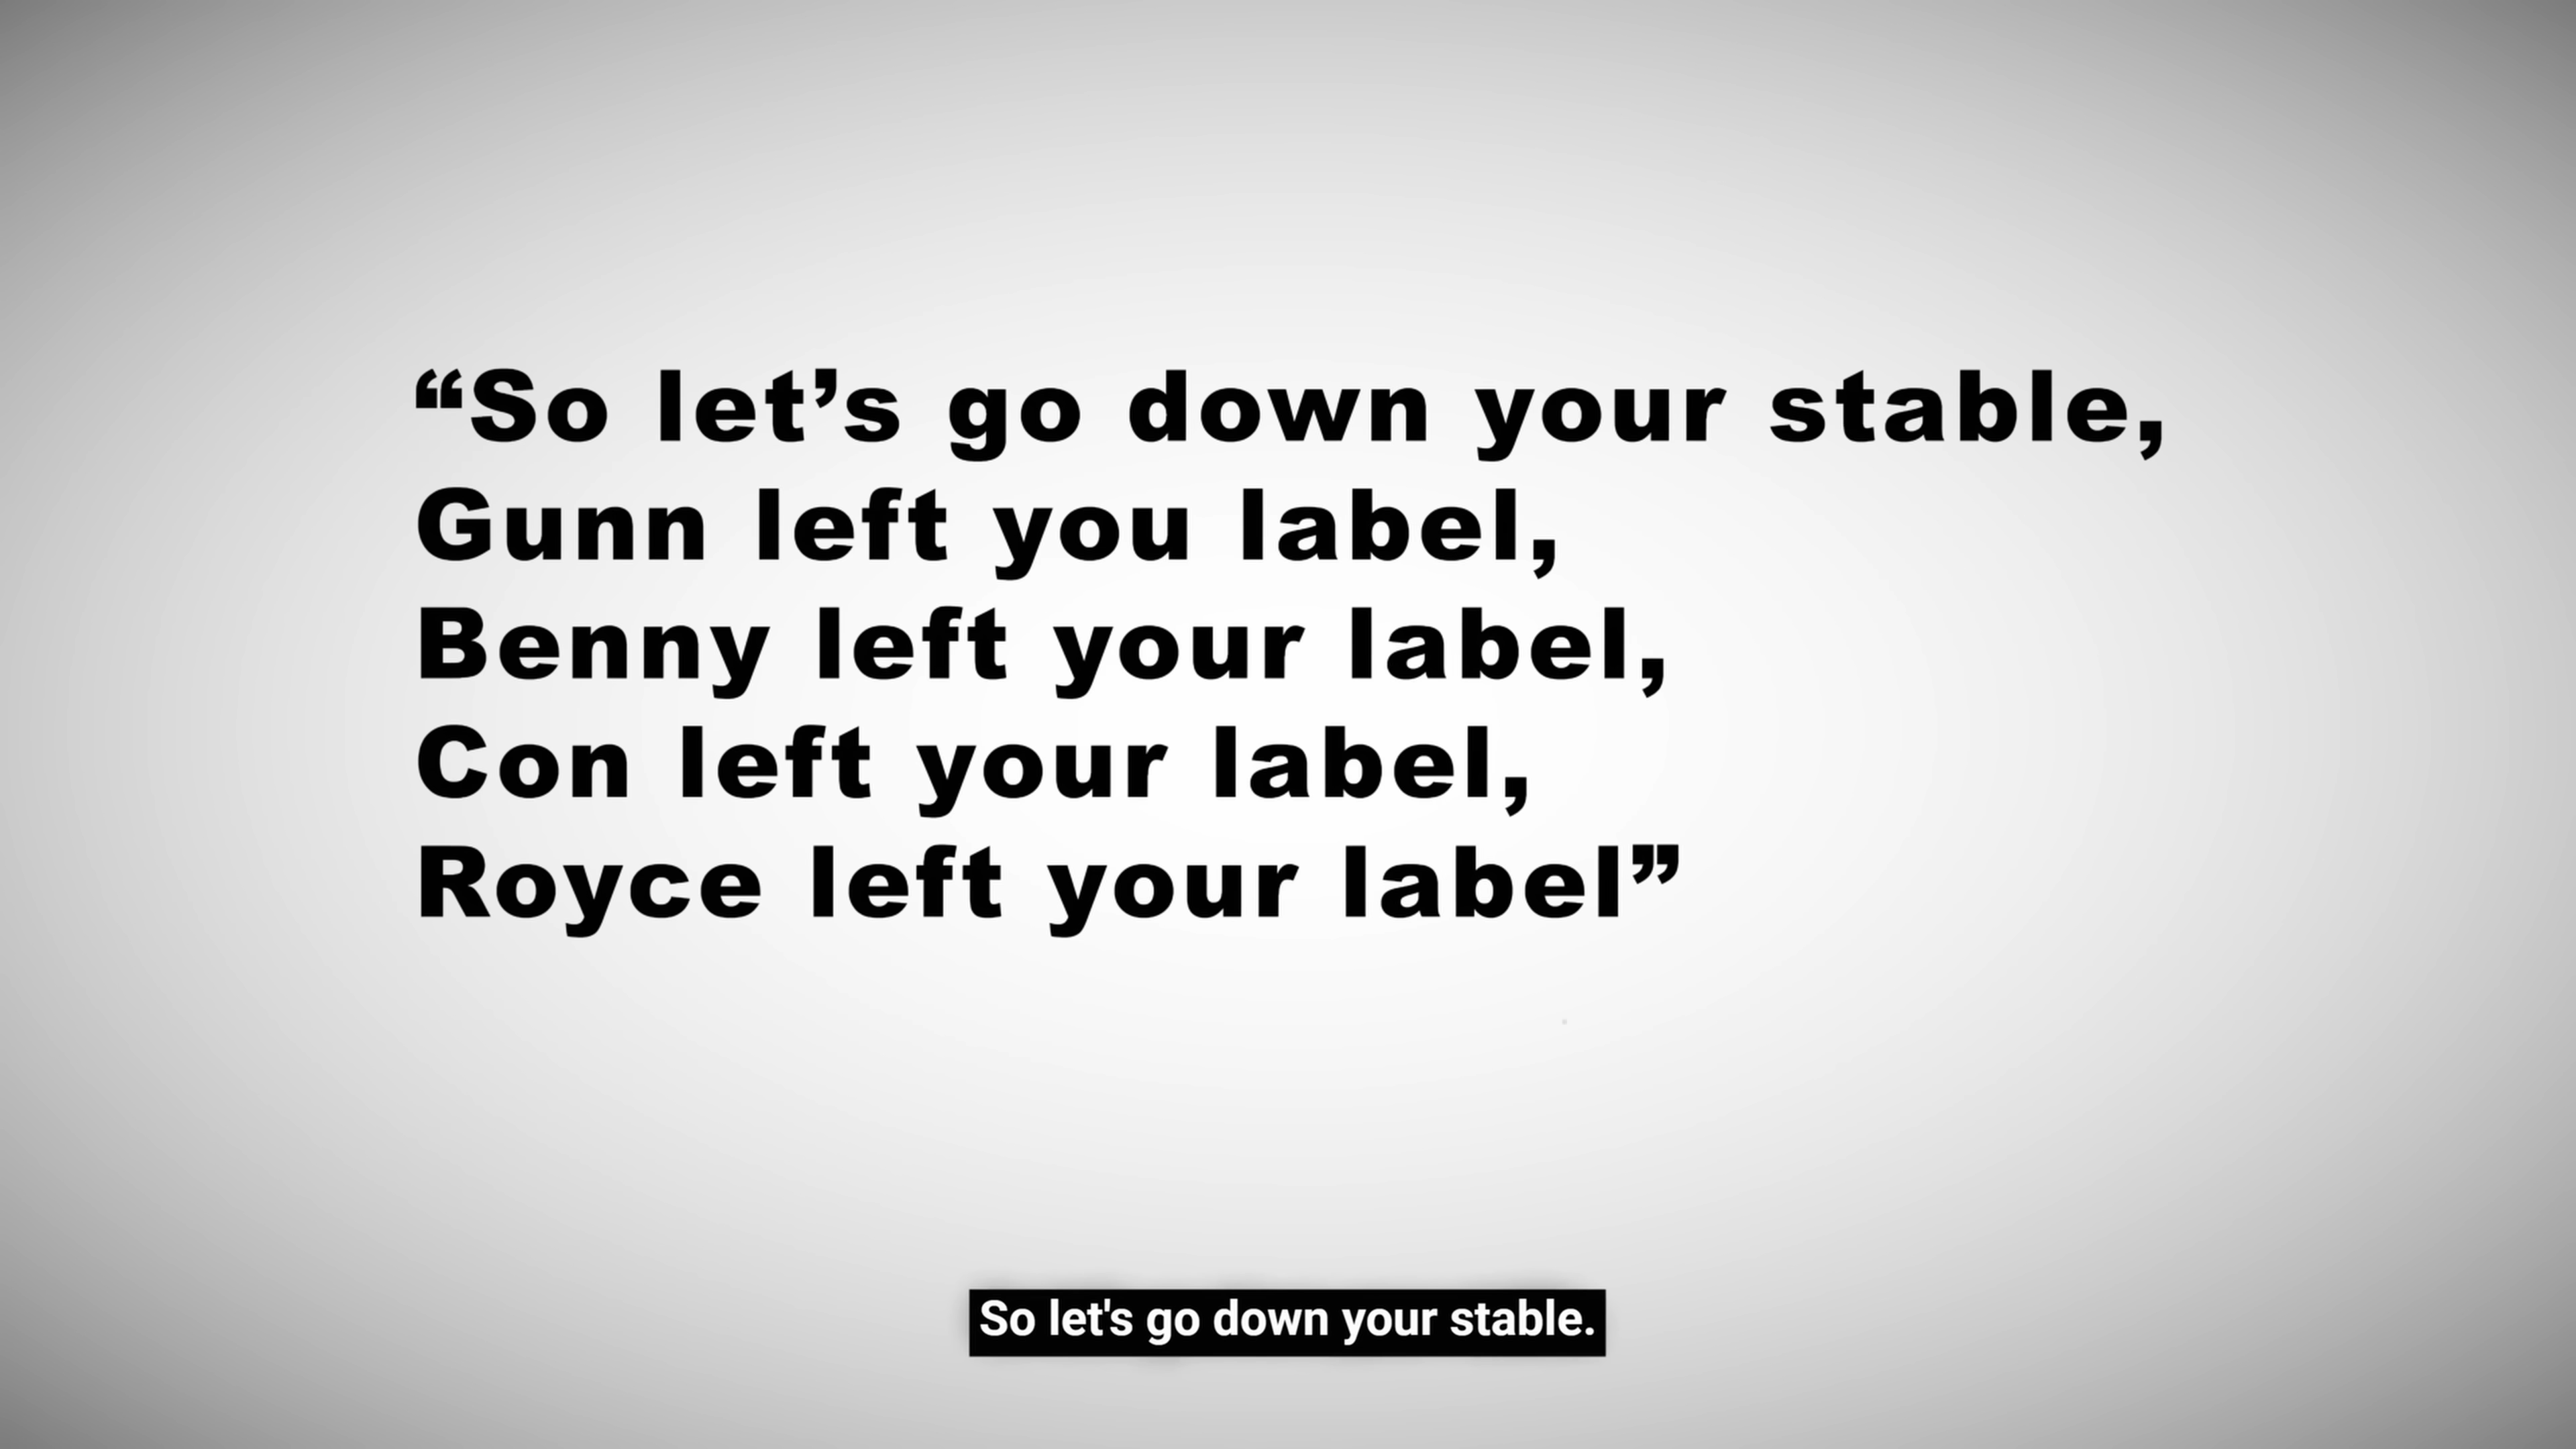 “So let’s go down your stable,
Gunn left you label,
Benny left your label,
Con left your label,
Royce left your label”
So let's go down your stable.